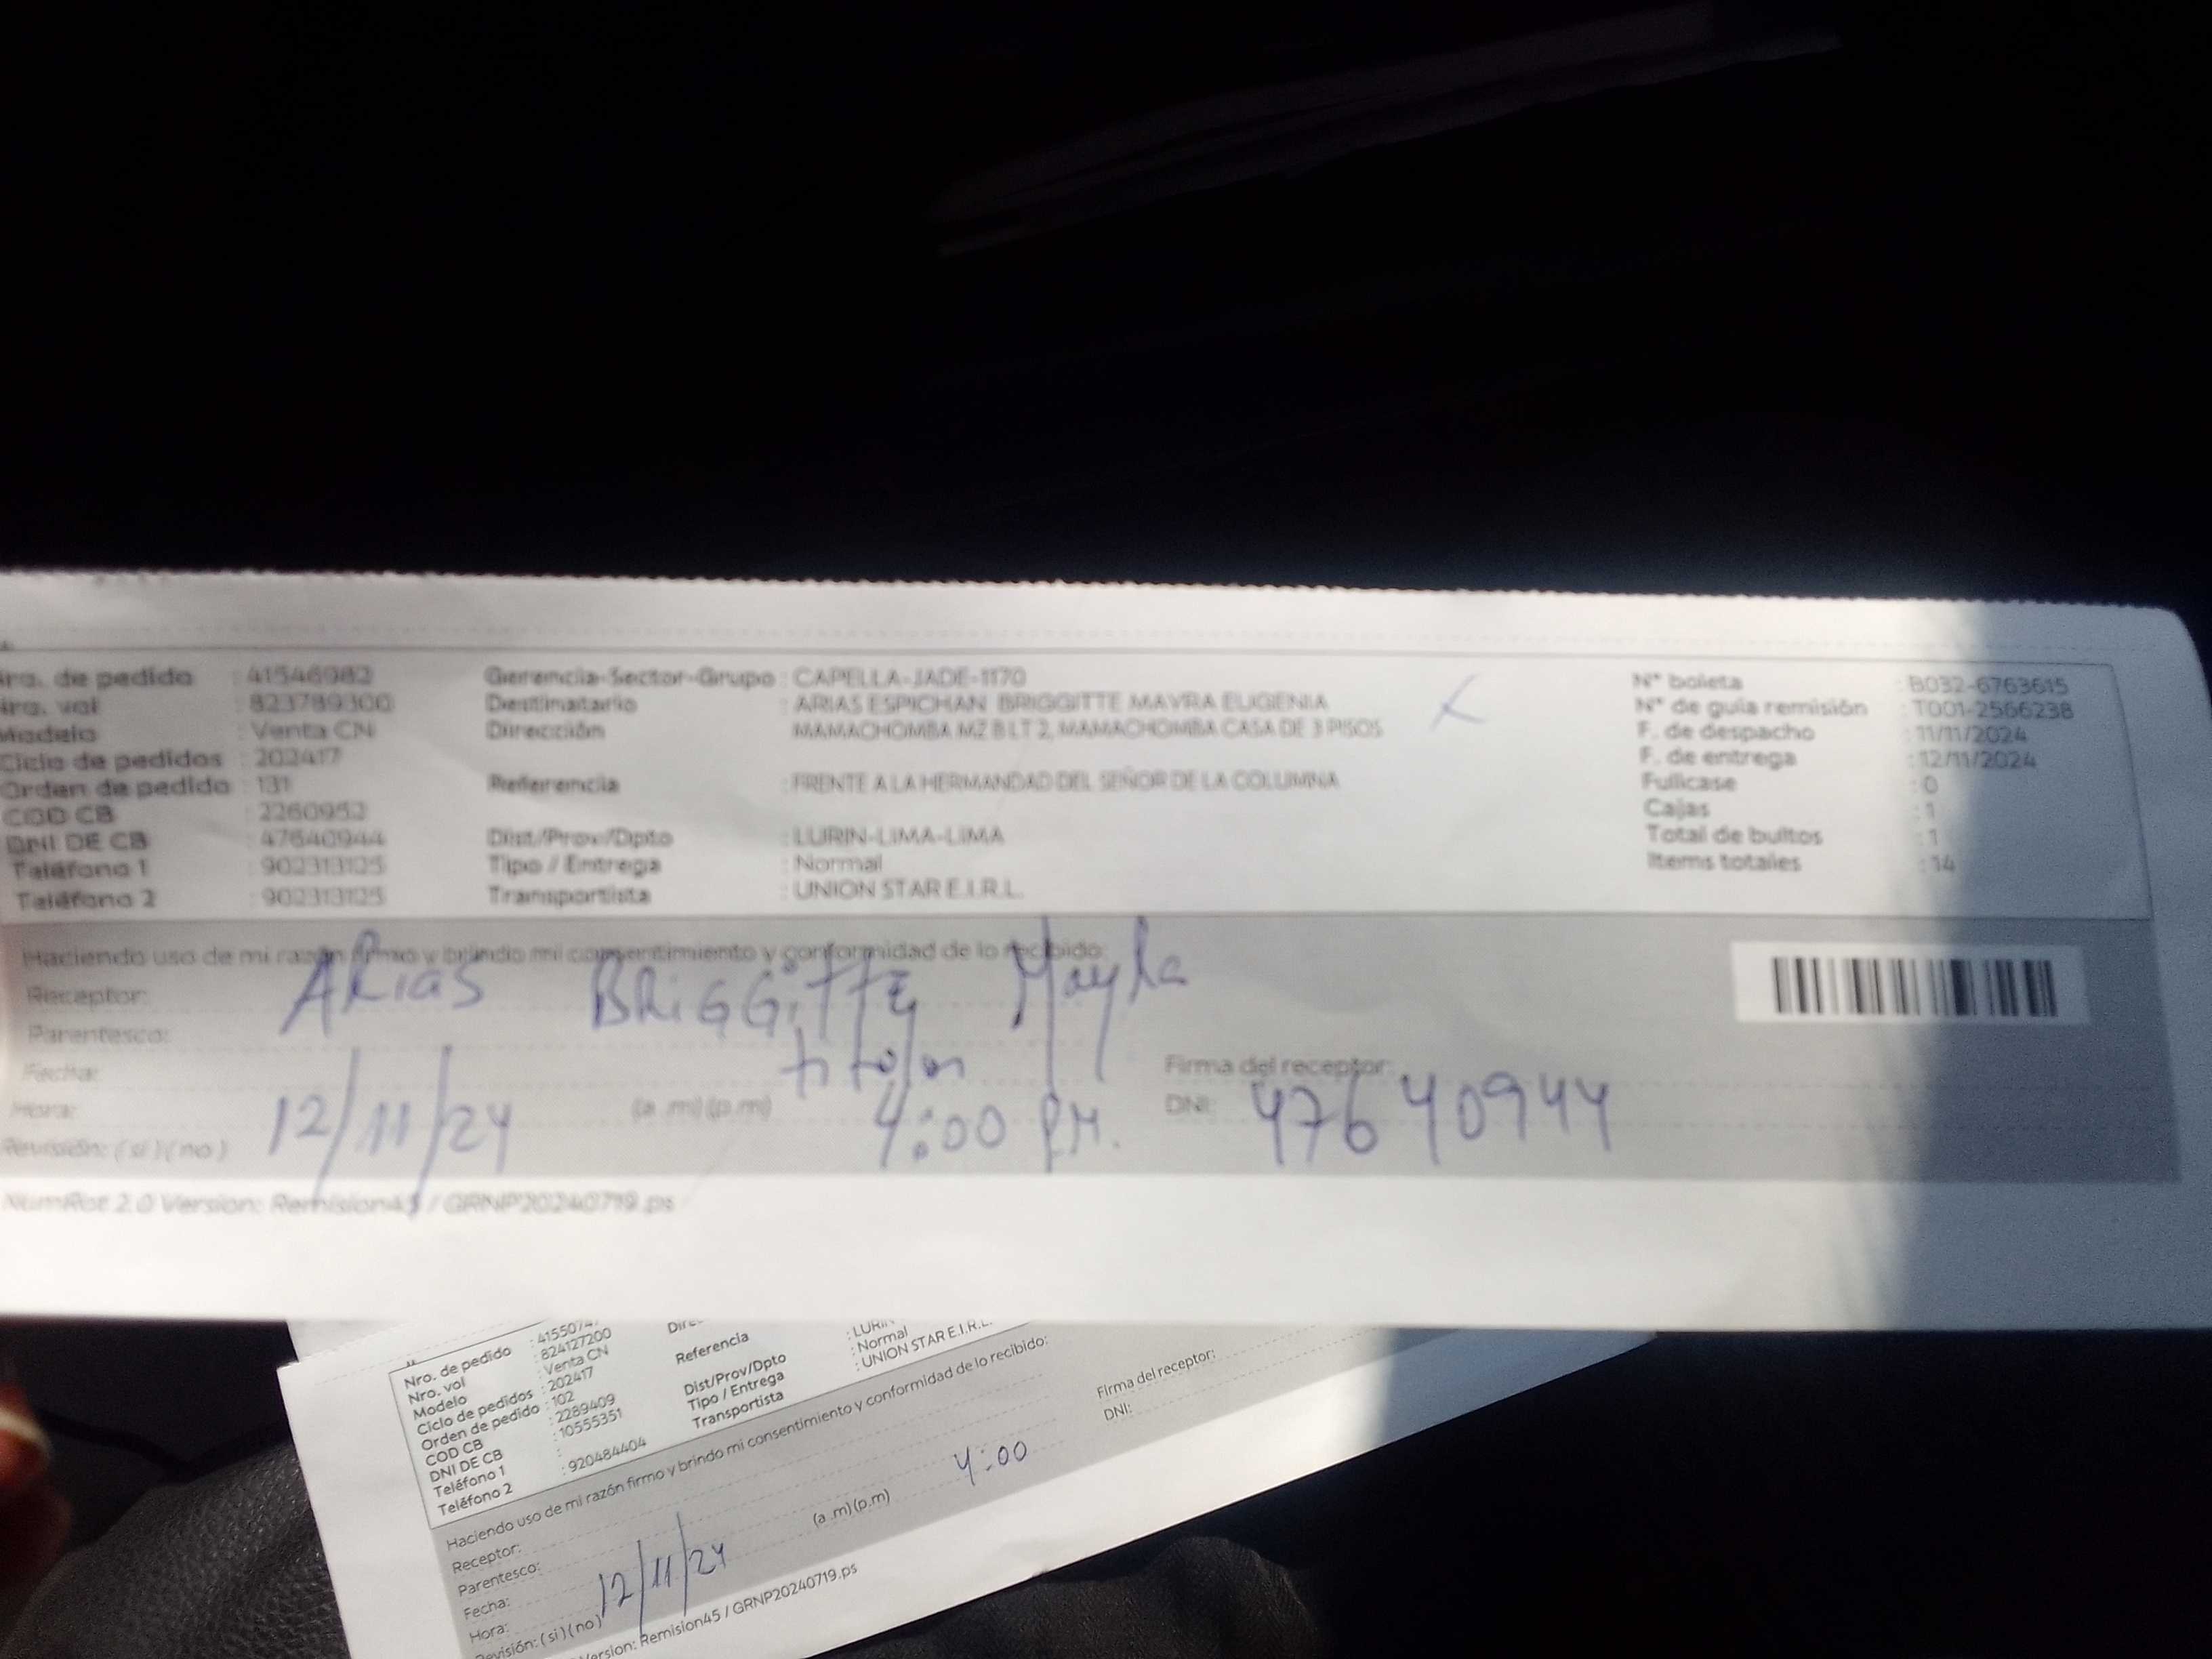 Nro. de pedido : 41546982 Gerencia-Sector-Grupo : CAPELLA-JADE-1170 N° boleta : B032-6763615
Nro. vol : 823789300 Destinatario : ARIAS ESPICHAN BRIGGITTE MAYRA EUGENIA N° de guía remisión : T001-2566238
Modelo : Venta CN Dirección MAMACHOMBA MZ B LT 2, MAMACHOMBA CASA DE 3 PISOS F. de despacho : 11/11/2024
Ciclo de pedidos : 202417 F. de entrega : 12/11/2024
Orden de pedido : 131 Referencia : FRENTE A LA HERMANDAD DEL SEÑOR DE LA COLUMNA Fullcase : 0
COD CB : 2260952 Cajas : 1
DNI DE CB : 47640944 Dist/Prov/Dpto : LURIN-LIMA-LIMA Total de bultos : 1
Teléfono 1 : 902313125 Tipo / Entrega : Normal Items totales : 14
Teléfono 2 : 902313125 Transportista : UNION STAR E.I.R.L.
Haciendo uso de mi razón firmo y brindo mi consentimiento y conformidad de lo recibido:
Receptor: ARias BRiGGiTTE Mayra
Parentesco: titular
Fecha: 12/11/24 Firma del receptor:
Hora: (a .m) (p.m) 4:00 P.M. DNI: 47640944
Revisión: ( si ) ( no )
NumRot 2.0 Version: Remision45 / GRNP20240719.ps
Nro. de pedido
Nro. vol : 824127200 Referencia : Normal
Modelo : Venta CN : UNION STAR E.I.R.L.
Ciclo de pedidos : 202417 Dist/Prov/Dpto
Orden de pedido : 102 Tipo / Entrega
COD CB : 2289409 Transportista
DNI DE CB : 10555351
Teléfono 1 :
Teléfono 2 : 920484404
Haciendo uso de mi razón firmo y brindo mi consentimiento y conformidad de lo recibido:
Receptor:
Parentesco: Firma del receptor:
Fecha: 12/11/24 DNI:
Hora: (a .m) (p.m) 4:00
Revisión: ( si ) ( no )
Version: Remision45 / GRNP20240719.ps